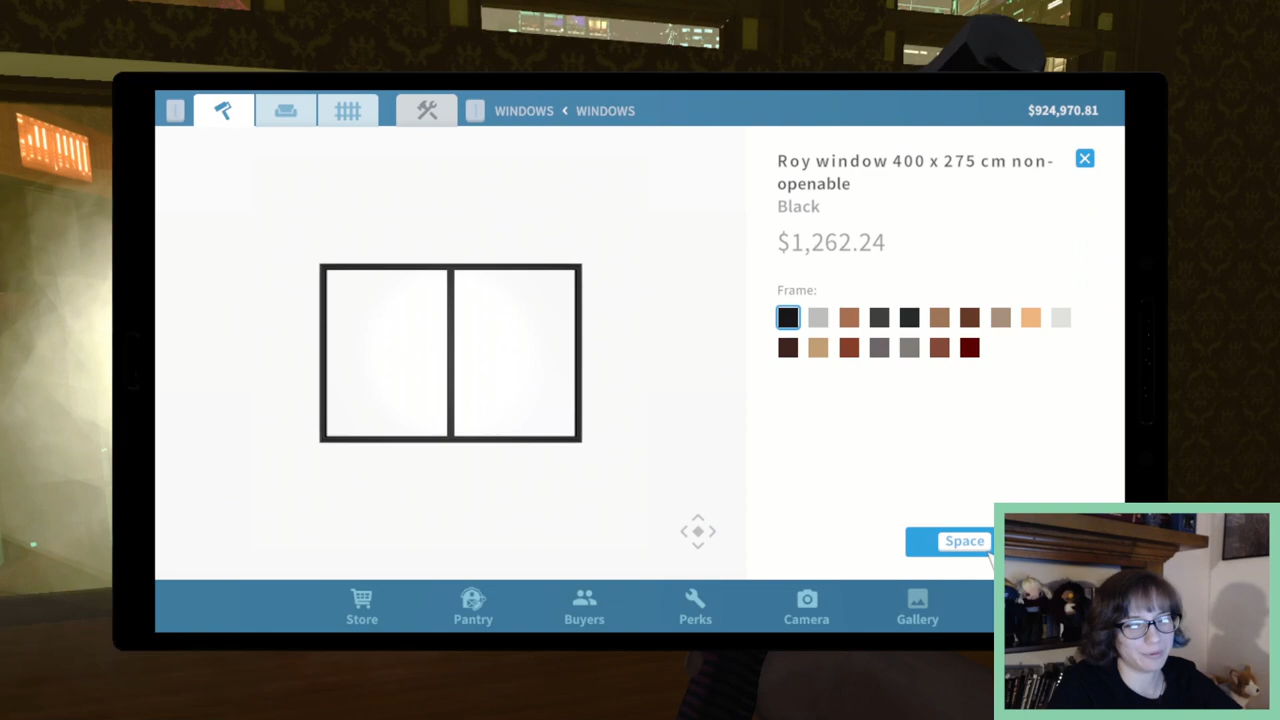 WINDOWS < WINDOWS
$924,970.81
Roy window 400 x 275 cm non-
openable
Black
$1,262.24
Frame:
Space
Store
Pantry
Buyers
Perks
Camera
Gallery